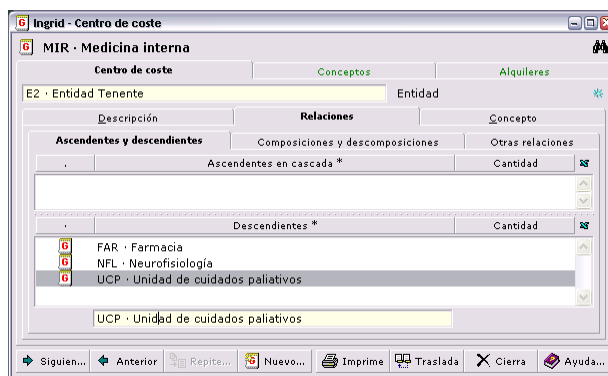 Ingrid - Centro de coste
MIR · Medicina interna
Centro de coste Conceptos Alquileres
E2 · Entidad Tenente Entidad
Descripción Relaciones Concepto
Ascendentes y descendientes Composiciones y descomposiciones Otras relaciones
. Ascendentes en cascada * Cantidad
. Descendientes * Cantidad
FAR · Farmacia
NFL · Neurofisiología
UCP · Unidad de cuidados paliativos
UCP · Unidad de cuidados paliativos
Siguien... Anterior Repite... Nuevo... Imprime Traslada Cierra Ayuda...